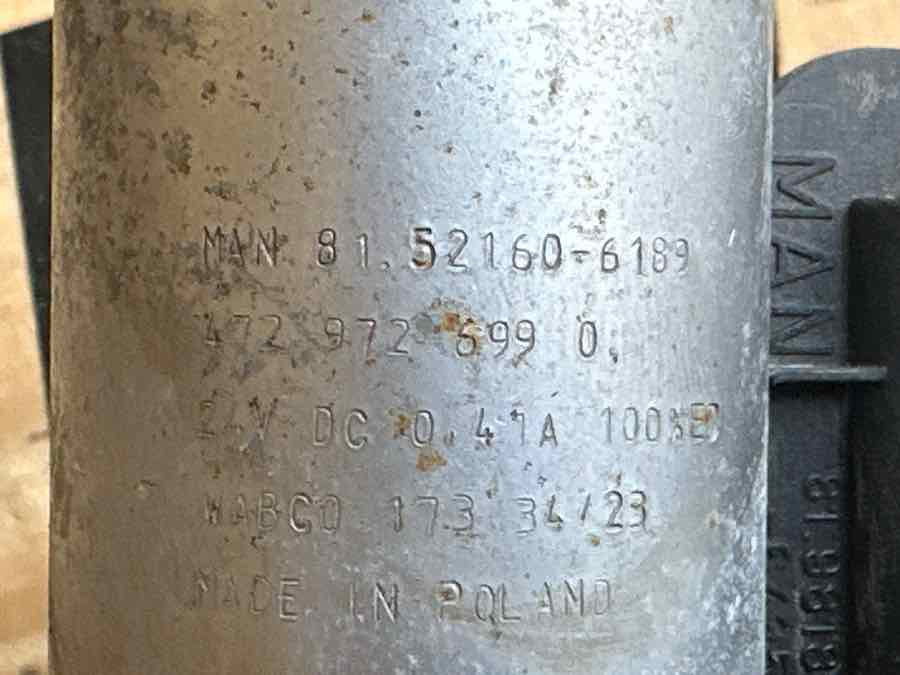 MAN 81.52160-6189
472 972 699 0.
24V DC 0.41A 100%ED
WABCO 173 34/23
MADE IN POLAND
MAN